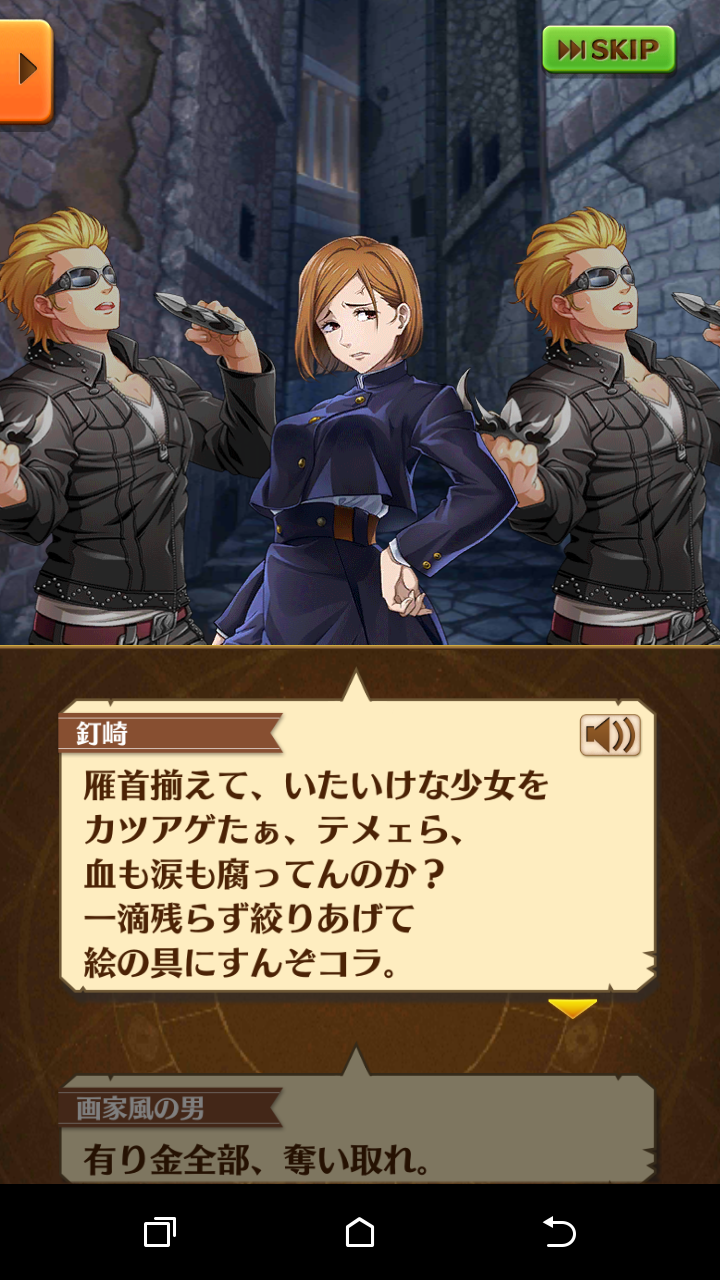 SKIP
釘崎
雁首揃えて、いたいけな少女を
カツアゲたぁ、テメェら、
血も涙も腐ってんのか？
一滴残らず絞りあげて
絵の具にすんぞコラ。
画家風の男
有り金全部、奪い取れ。